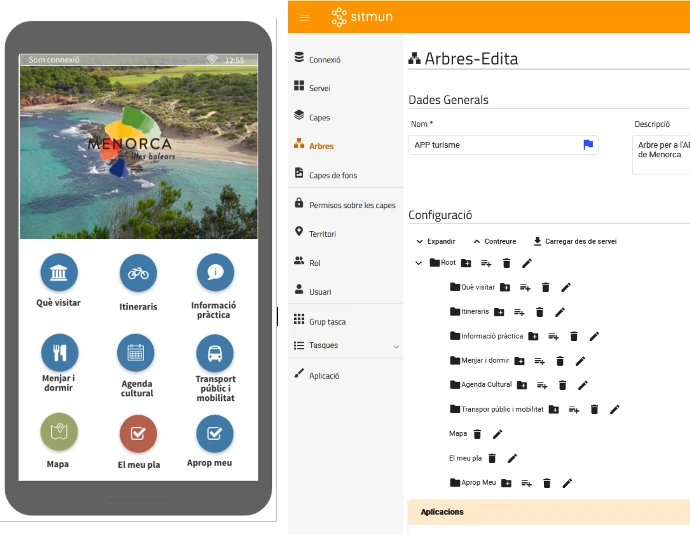 Som connexió
12:55
MENORCA
illes balears
Què visitar
Itineraris
Informació
pràctica
Menjar i
dormir
Agenda
cultural
Transport
públic i
mobilitat
Mapa
El meu pla
Aprop meu
sitmun
Connexió
Servei
Capes
Arbres
Capes de fons
Permisos sobre les capes
Territori
Rol
Usuari
Grup tasca
Tasques
Aplicació
Arbres-Edita
Dades Generals
Nom *
Descripció
APP turisme
Arbre per a l'AP
de Menorca
Configuració
Expandir
Contreure
Carregar des de servei
Root
Què visitar
Itineraris
Informació pràctica
Menjar i dormir
Agenda Cultural
Transpor públic i mobilitat
Mapa
El meu pla
Aprop Meu
Aplicacions